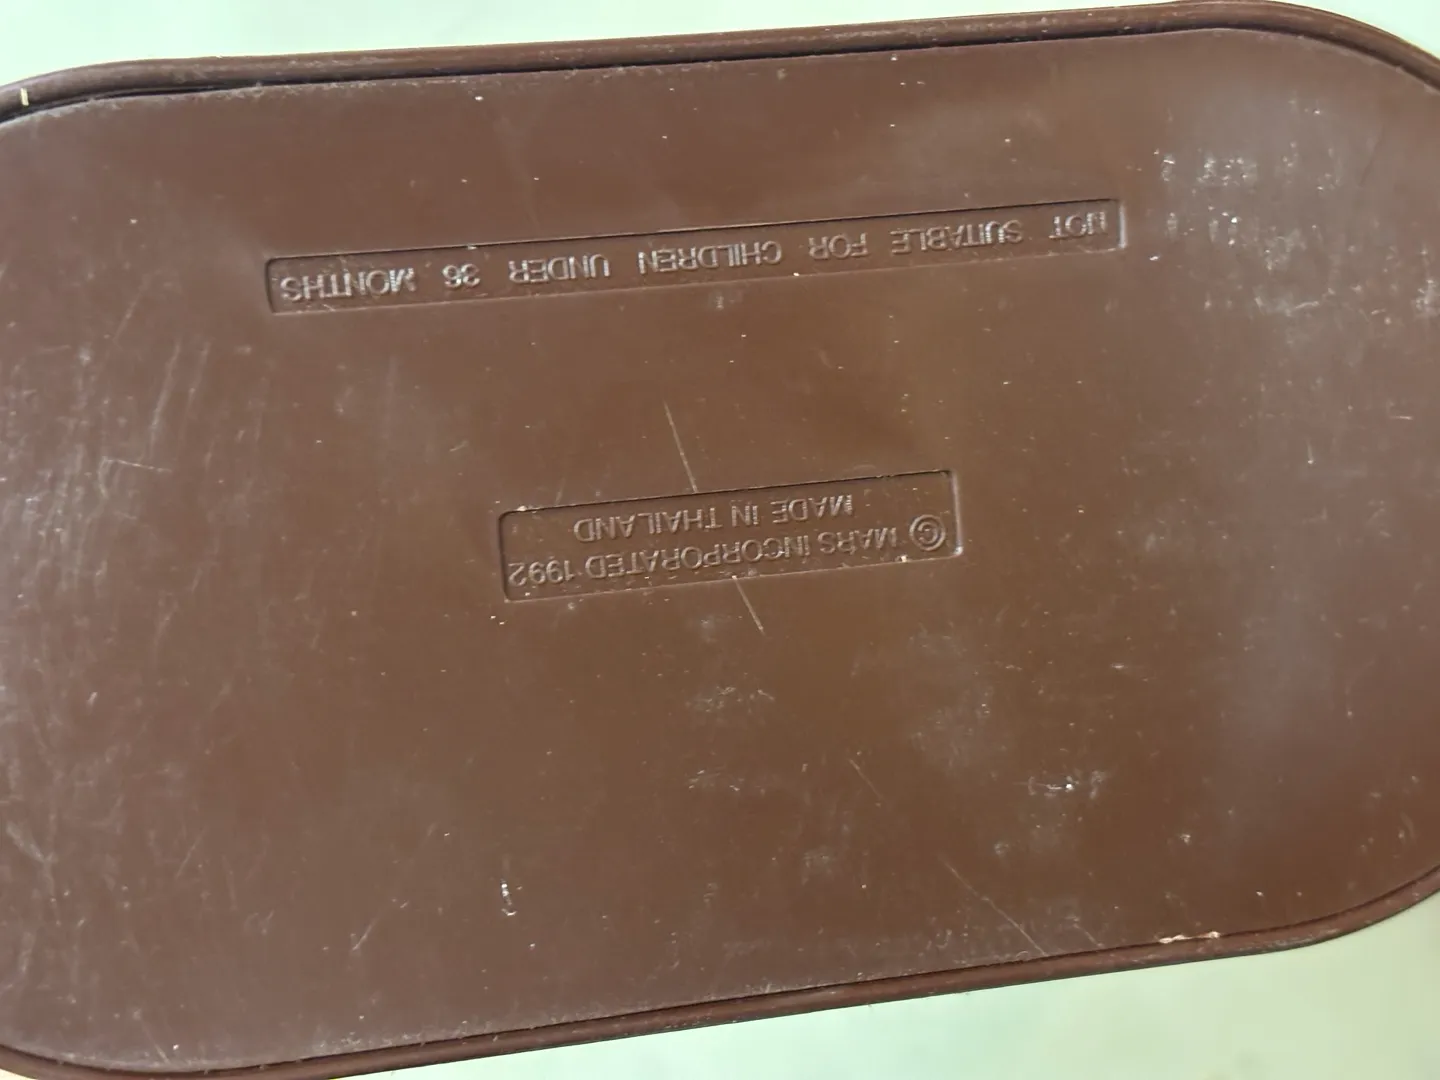 © MARS INCORPORATED 1992
MADE IN THAILAND
NOT SUITABLE FOR CHILDREN UNDER 36 MONTHS